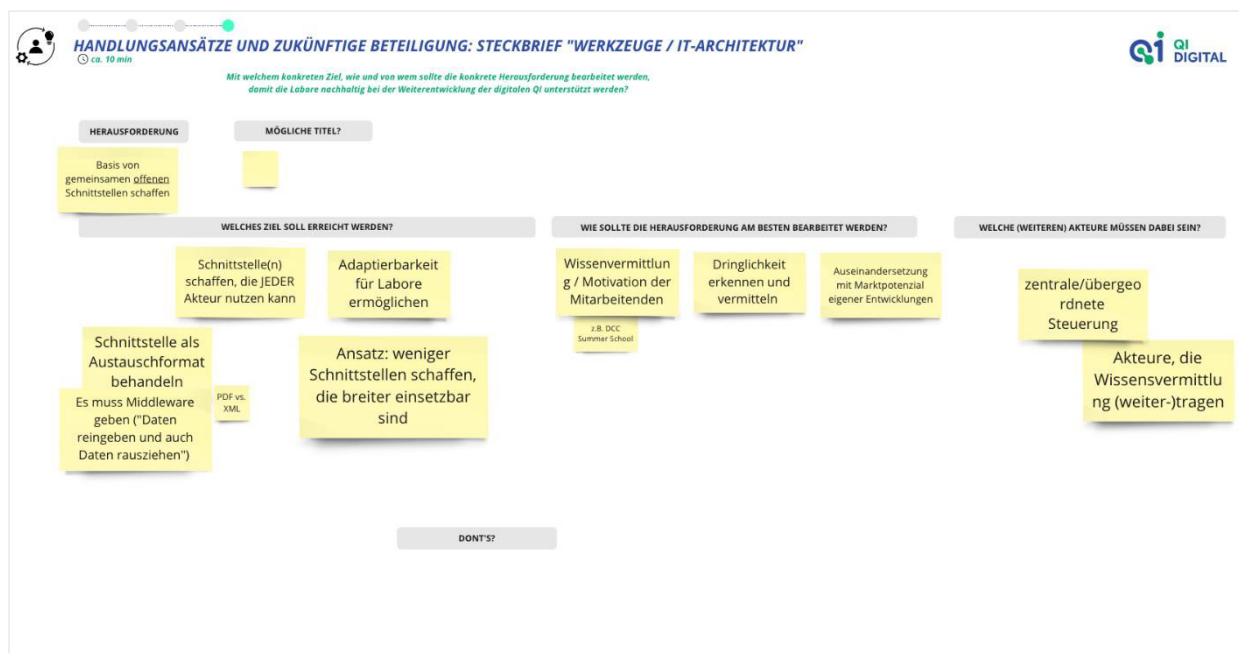 HANDLUNGSANSÄTZE UND ZUKÜNFTIGE BETEILIGUNG: STECKBRIEF "WERKZEUGE / IT-ARCHITEKTUR"
ca. 10 min
QI
DIGITAL
Mit welchem konkreten Ziel, wie und von wem sollte die konkrete Herausforderung bearbeitet werden,
damit die Labore nachhaltig bei der Weiterentwicklung der digitalen QI unterstützt werden?
HERAUSFORDERUNG
MÖGLICHE TITEL?
Basis von
gemeinsamen offenen
Schnittstellen schaffen
WELCHES ZIEL SOLL ERREICHT WERDEN?
Schnittstelle(n)
schaffen, die JEDER
Akteur nutzen kann
Adaptierbarkeit
für Labore
ermöglichen
Schnittstelle als
Austauschformat
behandeln
Es muss Middleware
geben ("Daten
reingeben und auch
Daten rausziehen")
PDF vs.
XML
Ansatz: weniger
Schnittstellen schaffen,
die breiter einsetzbar
sind
WIE SOLLTE DIE HERAUSFORDERUNG AM BESTEN BEARBEITET WERDEN?
Wissenvermittlun
g / Motivation der
Mitarbeitenden
z.B. DCC
Summer School
Dringlichkeit
erkennen und
vermitteln
Auseinandersetzung
mit Marktpotenzial
eigener Entwicklungen
WELCHE (WEITEREN) AKTEURE MÜSSEN DABEI SEIN?
zentrale/übergeo
rdnete
Steuerung
Akteure, die
Wissensvermittlu
ng (weiter-)tragen
DONT'S?